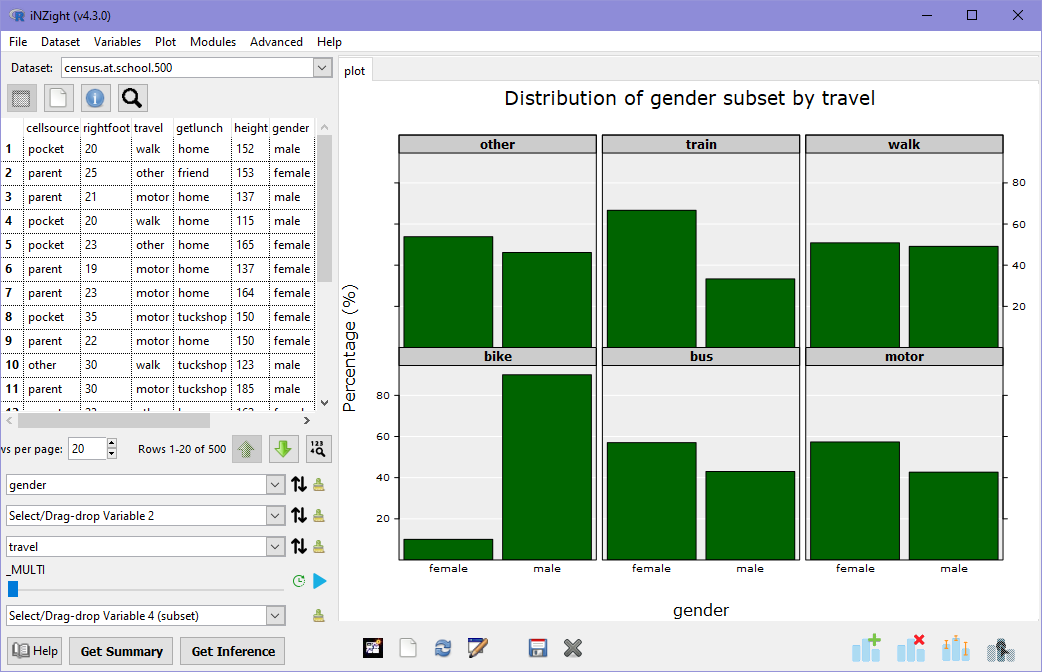 iNZight (v4.3.0)
File Dataset Variables Plot Modules Advanced Help
Dataset: census.at.school.500
plot
cellsource rightfoot travel getlunch height gender
1 pocket 20 walk home 152 male
2 parent 25 other friend 153 female
3 parent 21 motor home 137 male
4 pocket 20 walk home 115 male
5 pocket 23 other home 165 female
6 parent 19 motor home 137 female
7 parent 23 motor home 164 female
8 pocket 35 motor tuckshop 150 female
9 parent 22 motor home 150 female
10 other 30 walk tuckshop 123 male
11 parent 30 motor tuckshop 185 male
vs per page: 20 Rows 1-20 of 500
123
gender
Select/Drag-drop Variable 2
travel
_MULTI
Select/Drag-drop Variable 4 (subset)
Help Get Summary Get Inference
Distribution of gender subset by travel
other train walk
80
60
40
20
Percentage (%)
bike bus motor
80
60
40
20
female male female male female male
gender